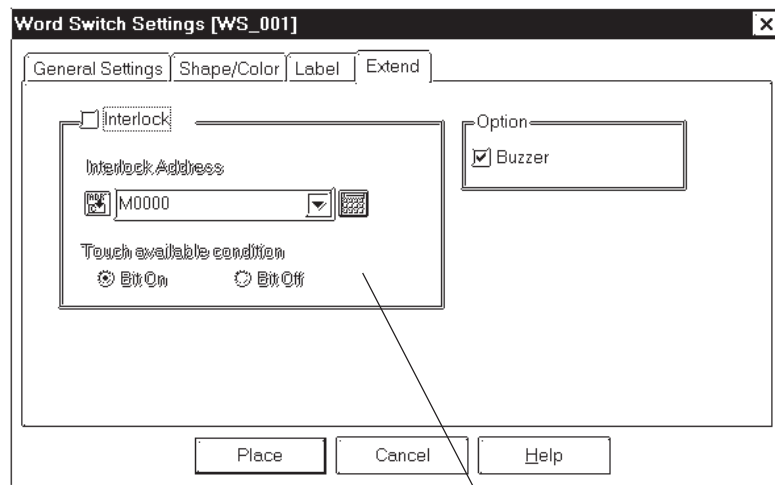 Word Switch Settings [WS_001]
General Settings Shape/Color Label Extend
Interlock
Interlock Address
M0000
Touch available condition
Bit On Bit Off
Option
Buzzer
Place Cancel Help